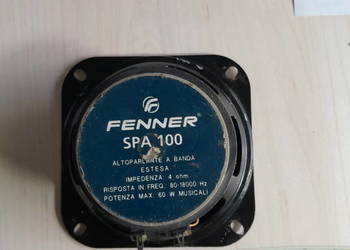 FENNER
SPA 100
ALTOPARLANTE A BANDA
ESTESA
IMPEDENZA: 4 ohm.
RISPOSTA IN FREQ.: 80-18000 Hz
POTENZA MAX. 60 W MUSICALI